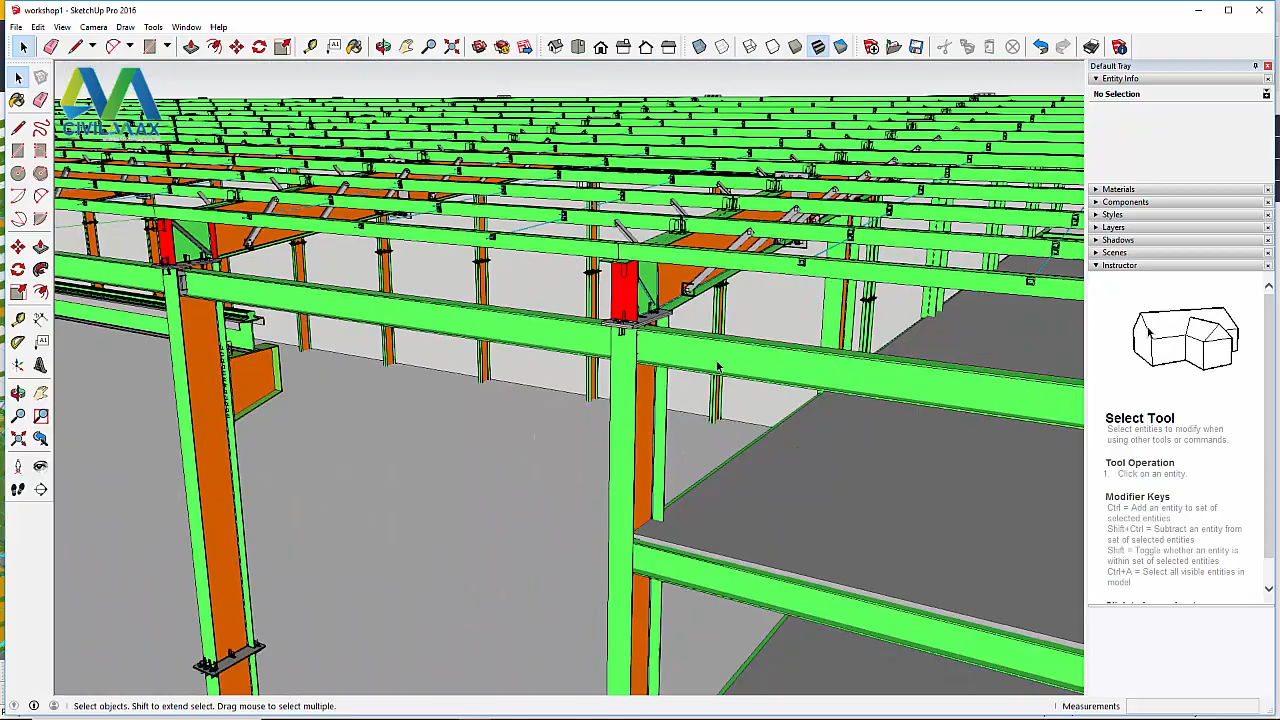 workshop1 - SketchUp Pro 2016
File Edit View Camera Draw Tools Window Help
Default Tray
Entity Info
No Selection
CIVILMAAX
Materials
Components
Styles
Layers
Shadows
Scenes
Instructor
Select Tool
Select entities to modify when
using other tools or commands.
Tool Operation
1. Click on an entity.
Modifier Keys
Ctrl = Add an entity to set of
selected entities
Shift+Ctrl = Subtract an entity from
set of selected entities
Shift = Toggle whether an entity is
within set of selected entities
Ctrl+A = Select all visible entities in
model
Select objects. Shift to extend select. Drag mouse to select multiple.
Measurements